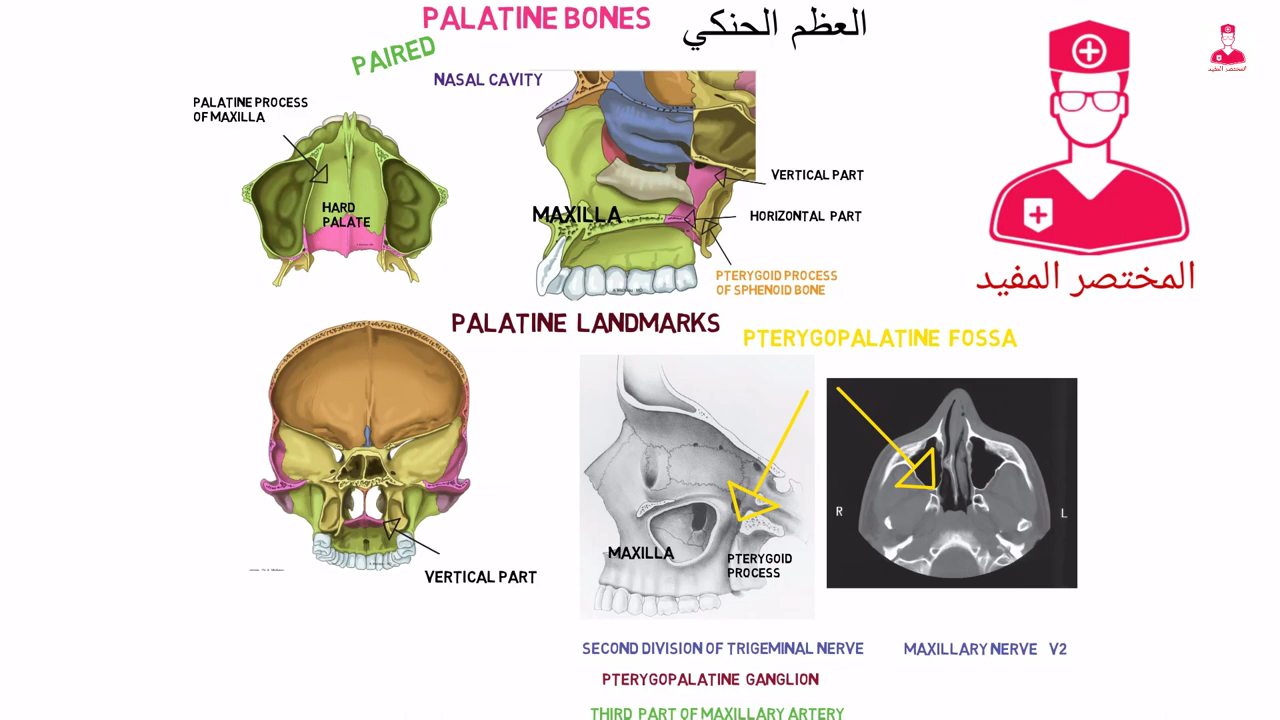 PALATINE BONES
العظم الحنكي
PAIRED
NASAL CAVITY
PALATINE PROCESS
OF MAXILLA
HARD
PALATE
MAXILLA
VERTICAL PART
HORIZONTAL PART
PTERYGOID PROCESS
OF SPHENOID BONE
المختصر المفيد
المختصر المفيد
PALATINE LANDMARKS
PTERYGOPALATINE FOSSA
VERTICAL PART
MAXILLA
PTERYGOID
PROCESS
R
L
SECOND DIVISION OF TRIGEMINAL NERVE
MAXILLARY NERVE V2
PTERYGOPALATINE GANGLION
THIRD PART OF MAXILLARY ARTERY